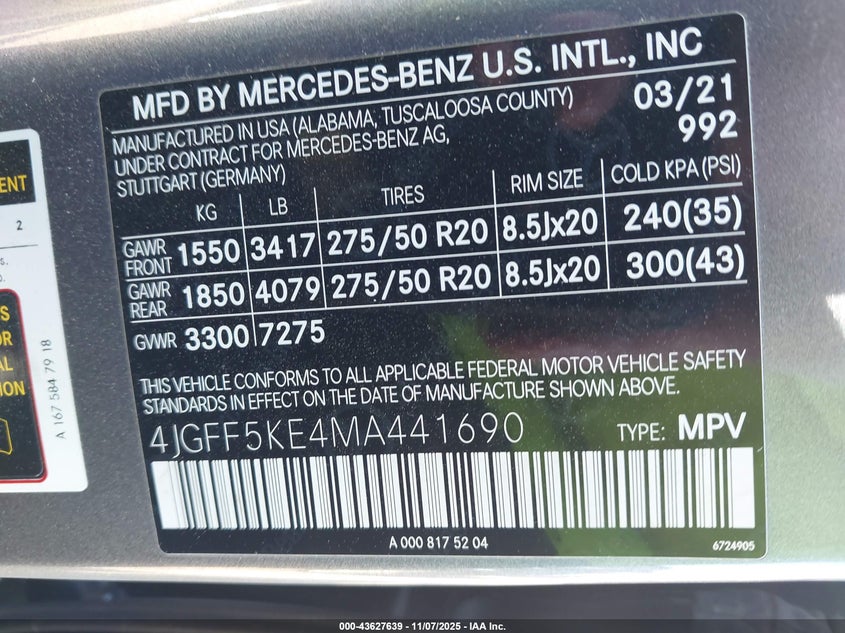 MFD BY MERCEDES-BENZ U.S. INTL., INC
MANUFACTURED IN USA (ALABAMA, TUSCALOOSA COUNTY) 03/21
UNDER CONTRACT FOR MERCEDES-BENZ AG, 992
STUTTGART (GERMANY)
KG LB TIRES RIM SIZE COLD KPA (PSI)
GAWR FRONT 1550 3417 275/50 R20 8.5Jx20 240(35)
GAWR REAR 1850 4079 275/50 R20 8.5Jx20 300(43)
GVWR 3300 7275
THIS VEHICLE CONFORMS TO ALL APPLICABLE FEDERAL MOTOR VEHICLE SAFETY
STANDARDS IN EFFECT ON THE DATE OF MANUFACTURE SHOWN ABOVE.
4JGFF5KE4MA441690 TYPE: MPV
A 000 817 52 04 6724905
2
A 167 584 79 18
000-43627639 - 11/07/2025 - IAA Inc.